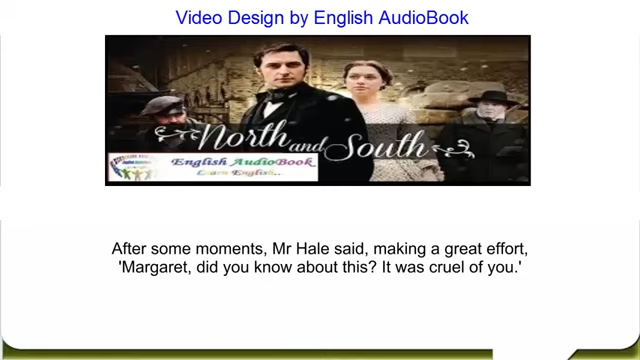 Video Design by English AudioBook
North and South
English AudioBook
Learn English...
After some moments, Mr Hale said, making a great effort,
'Margaret, did you know about this? It was cruel of you.'